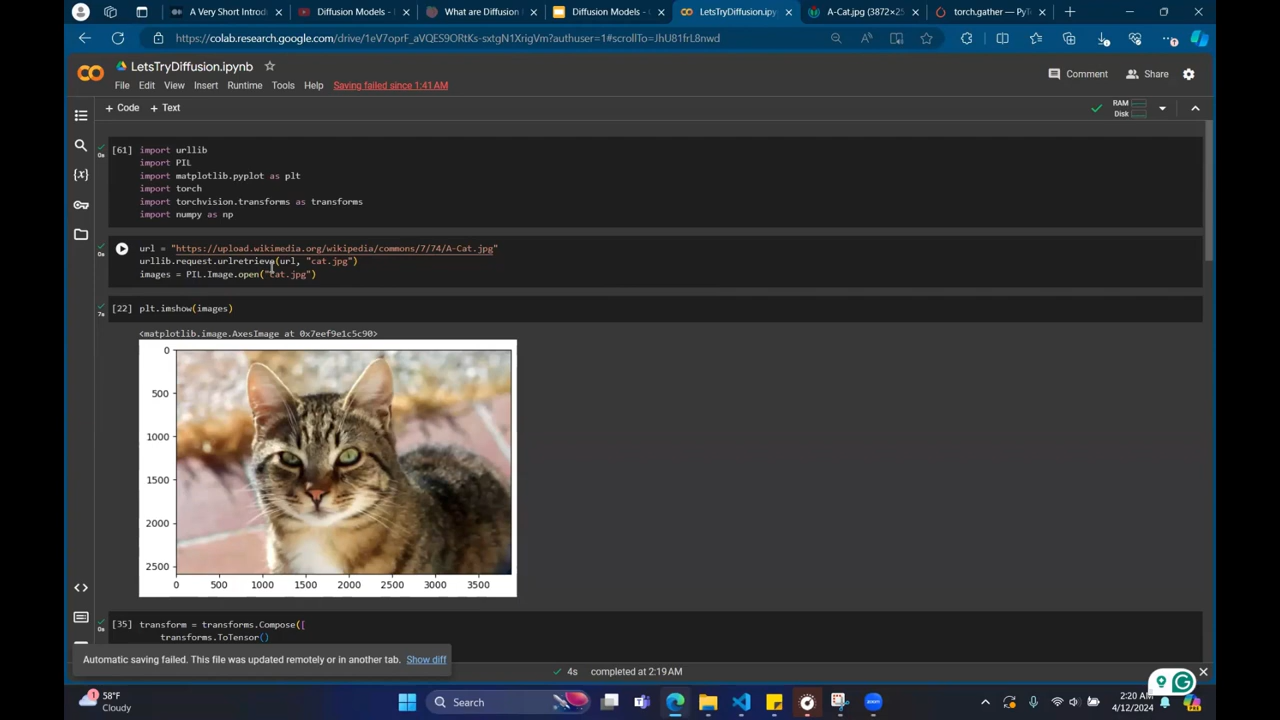 A Very Short Introd
Diffusion Models -
What are Diffusion
Diffusion Models - G
LetsTryDiffusion.ipyn
A-Cat.jpg (3872×25
torch.gather — PyT
https://colab.research.google.com/drive/1eV7oprF_aVQES9ORtKs-sxtgN1XrigVm?authuser=1#scrollTo=JhU81frL8nwd
LetsTryDiffusion.ipynb
Comment
Share
File Edit View Insert Runtime Tools Help Saving failed since 1:41 AM
+ Code + Text
RAM
Disk
[61] import urllib
0s
import PIL
import matplotlib.pyplot as plt
import torch
import torchvision.transforms as transforms
import numpy as np
url = "https://upload.wikimedia.org/wikipedia/commons/7/74/A-Cat.jpg"
0s
urllib.request.urlretrieve(url, "cat.jpg")
images = PIL.Image.open("cat.jpg")
[22] plt.imshow(images)
7s
<matplotlib.image.AxesImage at 0x7eef9e1c5c90>
0
500
1000
1500
2000
2500
0 500 1000 1500 2000 2500 3000 3500
[35] transform = transforms.Compose([
0s
transforms.ToTensor()
Automatic saving failed. This file was updated remotely or in another tab. Show diff
4s completed at 2:19 AM
1
58°F
Cloudy
Search
2:20 AM
4/12/2024